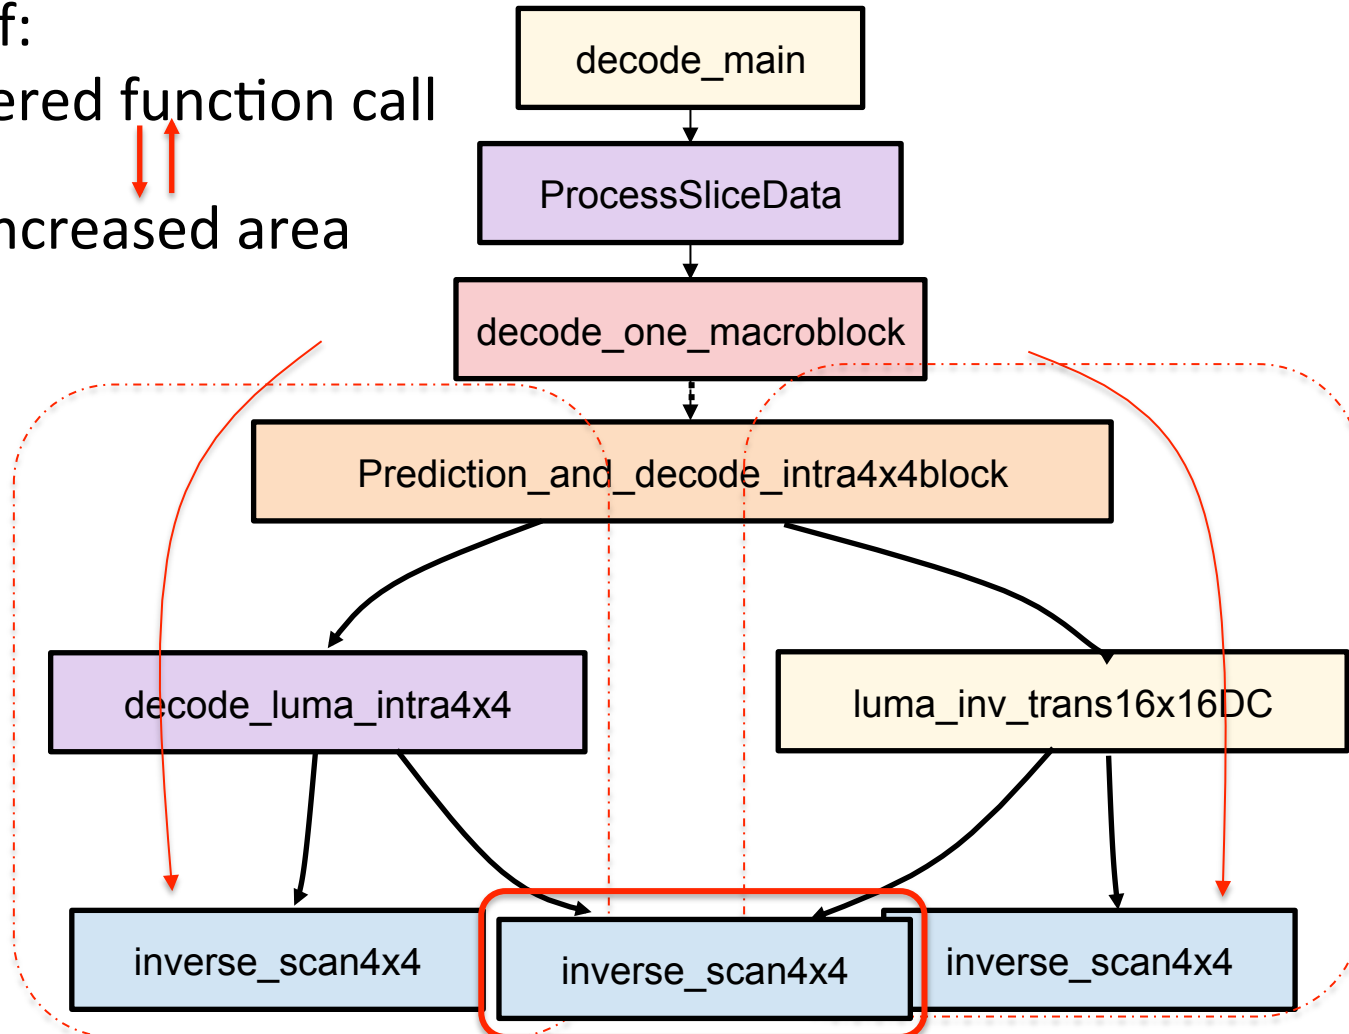 f:
ered function call
ncreased area
decode_main
ProcessSliceData
decode_one_macroblock
Prediction_and_decode_intra4x4block
decode_luma_intra4x4
luma_inv_trans16x16DC
inverse_scan4x4
inverse_scan4x4
inverse_scan4x4